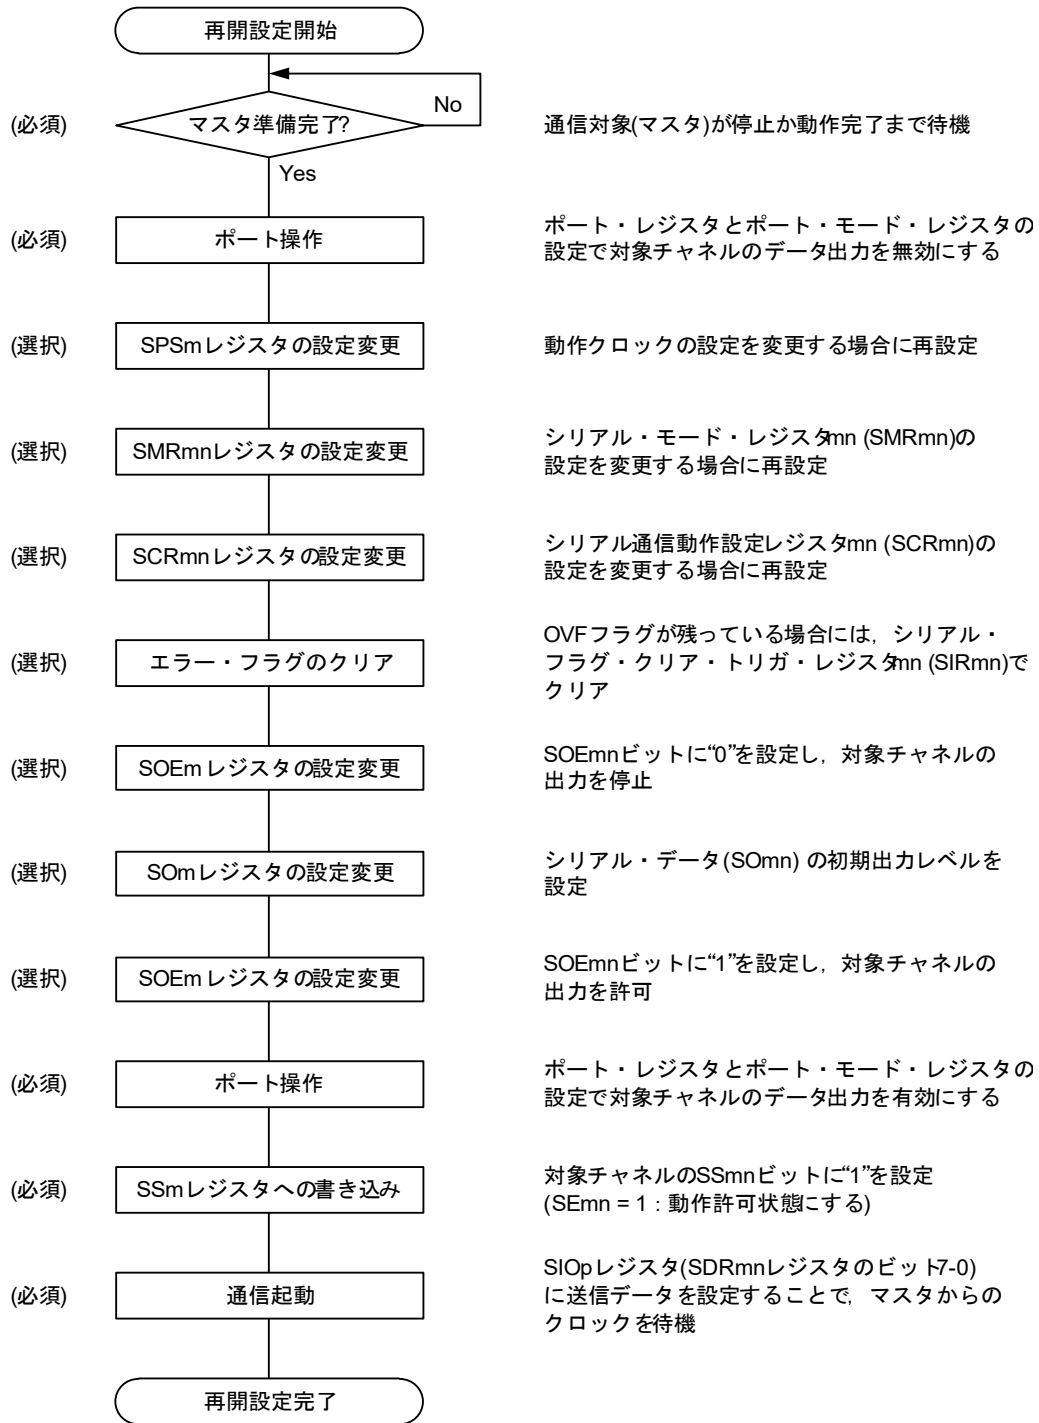 再開設定開始
No
(必須)
マスタ準備完了?
通信対象(マスタ)が停止か動作完了まで待機
Yes
(必須)
ポート操作
ポート・レジスタとポート・モード・レジスタの
設定で対象チャネルのデータ出力を無効にする
(選択)
SPSmレジスタの設定変更
動作クロックの設定を変更する場合に再設定
(選択)
SMRmnレジスタの設定変更
シリアル・モード・レジスタmn (SMRmn)の
設定を変更する場合に再設定
(選択)
SCRmnレジスタの設定変更
シリアル通信動作設定レジスタmn (SCRmn)の
設定を変更する場合に再設定
(選択)
エラー・フラグのクリア
OVFフラグが残っている場合には，シリアル・
フラグ・クリア・トリガ・レジスタmn (SIRmn)で
クリア
(選択)
SOEmレジスタの設定変更
SOEmnビットに“0”を設定し，対象チャネルの
出力を停止
(選択)
SOmレジスタの設定変更
シリアル・データ(SOmn) の初期出力レベルを
設定
(選択)
SOEmレジスタの設定変更
SOEmnビットに“1”を設定し，対象チャネルの
出力を許可
(必須)
ポート操作
ポート・レジスタとポート・モード・レジスタの
設定で対象チャネルのデータ出力を有効にする
(必須)
SSmレジスタへの書き込み
対象チャネルのSSmnビットに“1”を設定
(SEmn = 1 : 動作許可状態にする)
(必須)
通信起動
SIOpレジスタ(SDRmnレジスタのビット7-0)
に送信データを設定することで，マスタからの
クロックを待機
再開設定完了